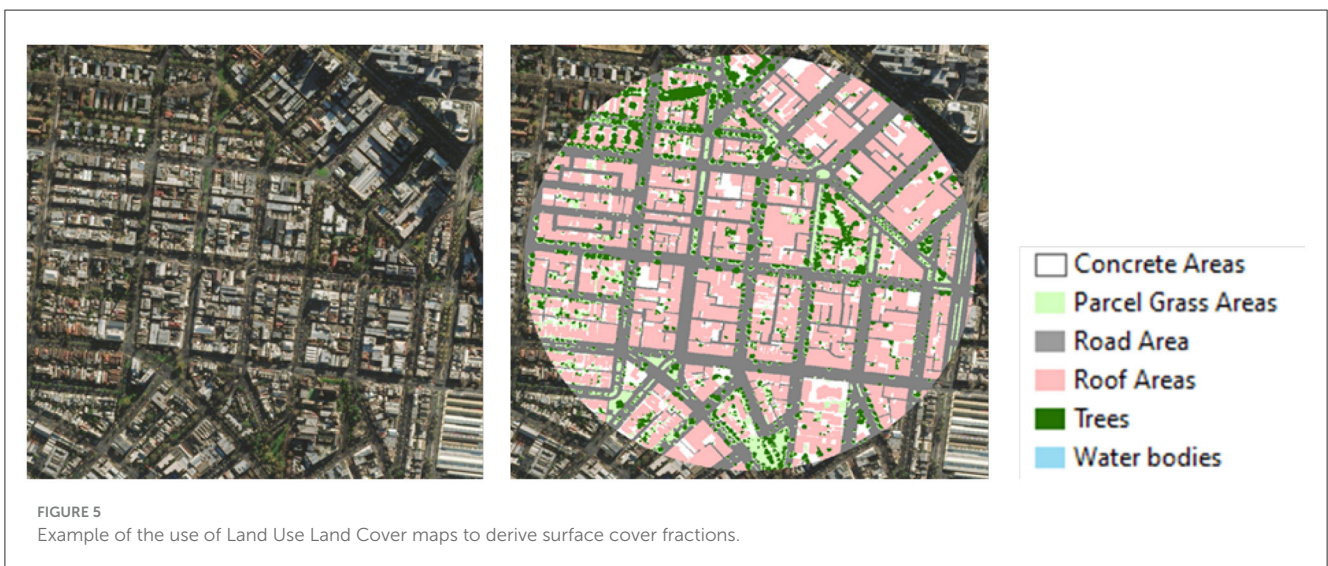 Concrete Areas
Parcel Grass Areas
Road Area
Roof Areas
Trees
Water bodies
FIGURE 5
Example of the use of Land Use Land Cover maps to derive surface cover fractions.